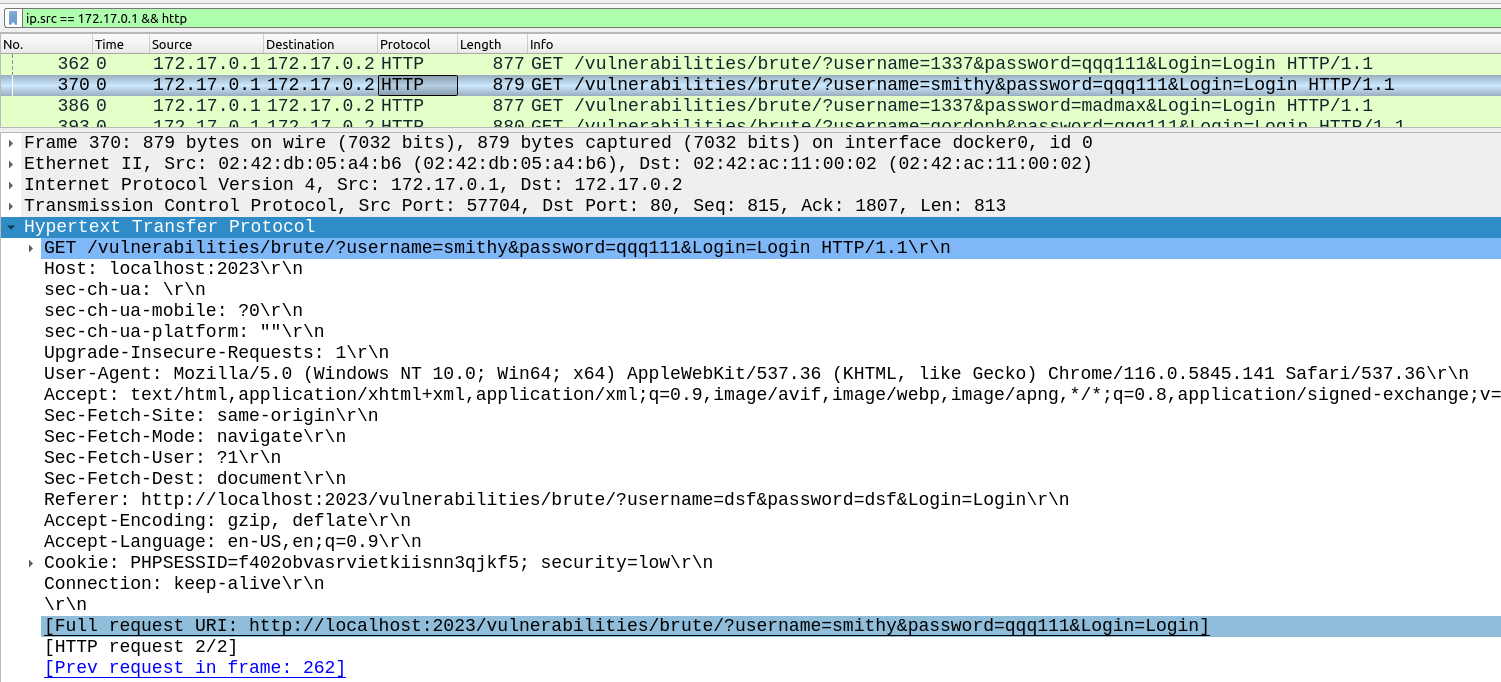 ip.src == 172.17.0.1 && http
No. Time Source Destination Protocol Length Info
362 0 172.17.0.1 172.17.0.2 HTTP 877 GET /vulnerabilities/brute/?username=1337&password=qqq111&Login=Login HTTP/1.1
370 0 172.17.0.1 172.17.0.2 HTTP 879 GET /vulnerabilities/brute/?username=smithy&password=qqq111&Login=Login HTTP/1.1
386 0 172.17.0.1 172.17.0.2 HTTP 877 GET /vulnerabilities/brute/?username=1337&password=madmax&Login=Login HTTP/1.1
393 0 172.17.0.1 172.17.0.2 HTTP 880 GET /vulnerabilities/brute/?username=gordonb&password=qqq111&Login=Login HTTP/1.1
Frame 370: 879 bytes on wire (7032 bits), 879 bytes captured (7032 bits) on interface docker0, id 0
Ethernet II, Src: 02:42:db:05:a4:b6 (02:42:db:05:a4:b6), Dst: 02:42:ac:11:00:02 (02:42:ac:11:00:02)
Internet Protocol Version 4, Src: 172.17.0.1, Dst: 172.17.0.2
Transmission Control Protocol, Src Port: 57704, Dst Port: 80, Seq: 815, Ack: 1807, Len: 813
Hypertext Transfer Protocol
GET /vulnerabilities/brute/?username=smithy&password=qqq111&Login=Login HTTP/1.1\r\n
Host: localhost:2023\r\n
sec-ch-ua: \r\n
sec-ch-ua-mobile: ?0\r\n
sec-ch-ua-platform: ""\r\n
Upgrade-Insecure-Requests: 1\r\n
User-Agent: Mozilla/5.0 (Windows NT 10.0; Win64; x64) AppleWebKit/537.36 (KHTML, like Gecko) Chrome/116.0.5845.141 Safari/537.36\r\n
Accept: text/html,application/xhtml+xml,application/xml;q=0.9,image/avif,image/webp,image/apng,*/*;q=0.8,application/signed-exchange;v=
Sec-Fetch-Site: same-origin\r\n
Sec-Fetch-Mode: navigate\r\n
Sec-Fetch-User: ?1\r\n
Sec-Fetch-Dest: document\r\n
Referer: http://localhost:2023/vulnerabilities/brute/?username=dsf&password=dsf&Login=Login\r\n
Accept-Encoding: gzip, deflate\r\n
Accept-Language: en-US,en;q=0.9\r\n
Cookie: PHPSESSID=f402obvasrvietkiisnn3qjkf5; security=low\r\n
Connection: keep-alive\r\n
\r\n
[Full request URI: http://localhost:2023/vulnerabilities/brute/?username=smithy&password=qqq111&Login=Login]
[HTTP request 2/2]
[Prev request in frame: 262]